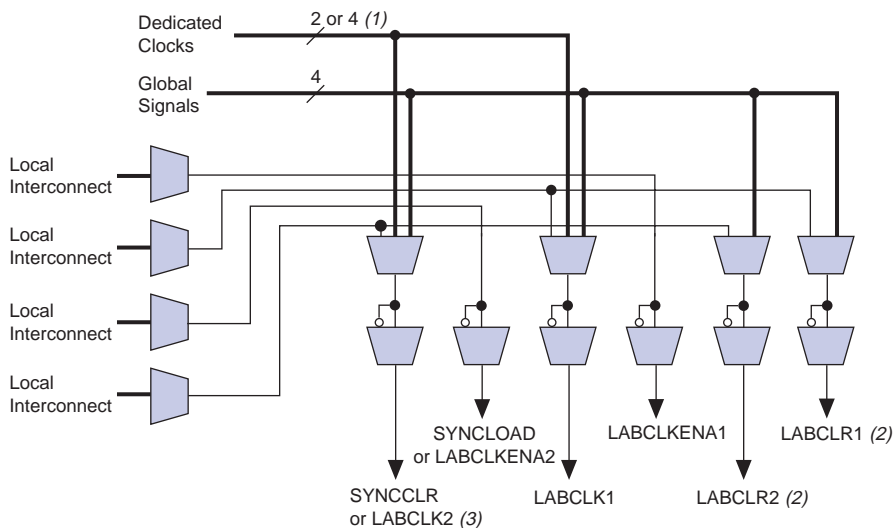 Dedicated
Clocks
2 or 4 (1)
Global
Signals
4
Local
Interconnect
Local
Interconnect
Local
Interconnect
Local
Interconnect
SYNCLOAD
or LABCLKENA2
LABCLKENA1
LABCLR1 (2)
SYNCCLR
or LABCLK2 (3)
LABCLK1
LABCLR2 (2)